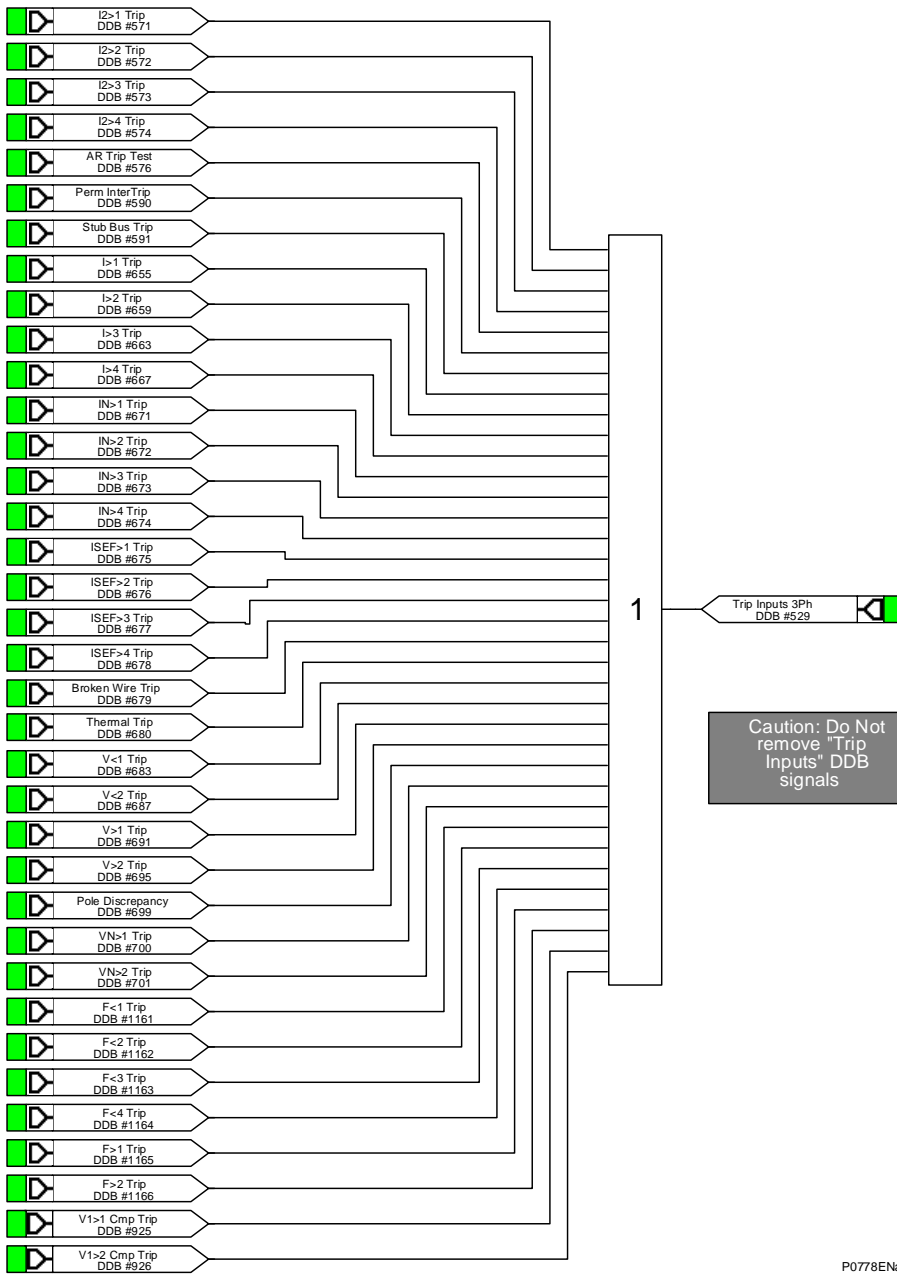 I2>1 Trip
DDB #571
I2>2 Trip
DDB #572
I2>3 Trip
DDB #573
I2>4 Trip
DDB #574
AR Trip Test
DDB #576
Perm InterTrip
DDB #590
Stub Bus Trip
DDB #591
I>1 Trip
DDB #655
I>2 Trip
DDB #659
I>3 Trip
DDB #663
I>4 Trip
DDB #667
IN>1 Trip
DDB #671
IN>2 Trip
DDB #672
IN>3 Trip
DDB #673
IN>4 Trip
DDB #674
ISEF>1 Trip
DDB #675
ISEF>2 Trip
DDB #676
ISEF>3 Trip
DDB #677
ISEF>4 Trip
DDB #678
Broken Wire Trip
DDB #679
Thermal Trip
DDB #680
V<1 Trip
DDB #683
V<2 Trip
DDB #687
V>1 Trip
DDB #691
V>2 Trip
DDB #695
Pole Discrepancy
DDB #699
VN>1 Trip
DDB #700
VN>2 Trip
DDB #701
F<1 Trip
DDB #1161
F<2 Trip
DDB #1162
F<3 Trip
DDB #1163
F<4 Trip
DDB #1164
F>1 Trip
DDB #1165
F>2 Trip
DDB #1166
V1>1 Cmp Trip
DDB #925
V1>2 Cmp Trip
DDB #926
1
Trip Inputs 3Ph
DDB #529
Caution: Do Not
remove "Trip
Inputs" DDB
signals
P0778ENa